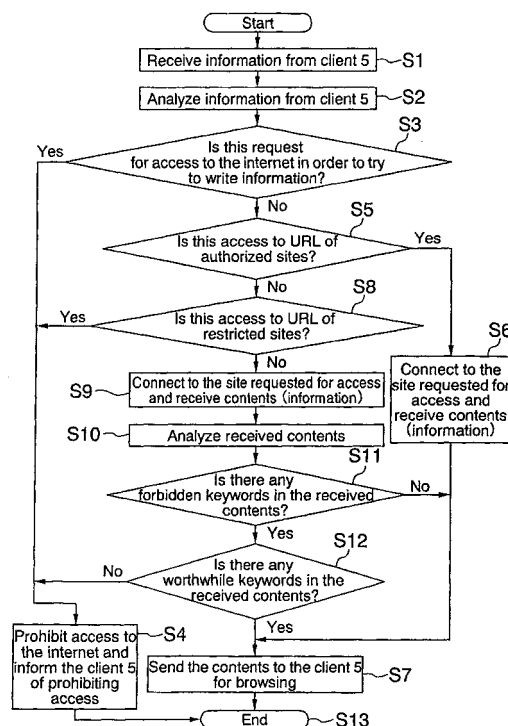 Start
Receive information from client 5
S1
Analyze information from client 5
S2
S3
Is this request
for access to the internet in order to try
to write information?
Yes
No
S5
Is this access to URL of
authorized sites?
Yes
No
S8
Is this access to URL of
restricted sites?
Yes
No
S6
Connect to the
site requested for
access and
receive contents
(information)
S9
Connect to the site requested for access
and receive contents (information)
S10
Analyze received contents
S11
Is there any
forbidden keywords in the received
contents?
No
Yes
S12
Is there any
worthwhile keywords in the
received contents?
No
Yes
S4
Prohibit access to
the internet and
inform the client 5
of prohibiting
access
Send the contents to the client 5
for browsing
S7
End
S13